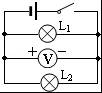 L₁
+ V −
L₂